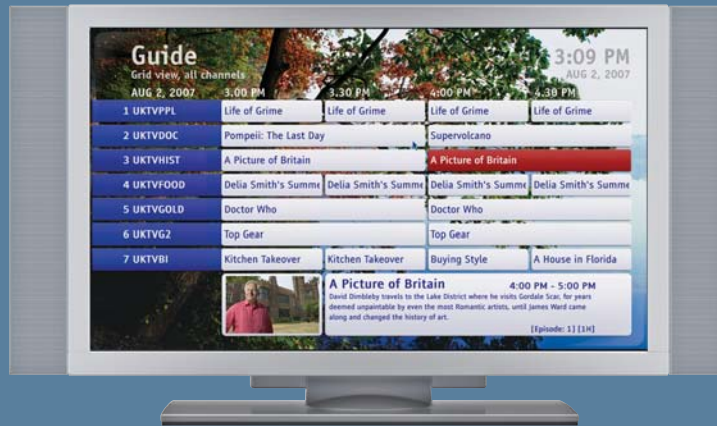 Guide
Grid view, all channels
3:09 PM
AUG 2, 2007
AUG 2, 2007 3.00 PM 3.30 PM 4:00 PM 4.30 PM
1 UKTVPPL Life of Grime Life of Grime Life of Grime Life of Grime
2 UKTVDOC Pompeii: The Last Day Supervolcano
3 UKTVHIST A Picture of Britain A Picture of Britain
4 UKTVFOOD Delia Smith's Summe Delia Smith's Summe Delia Smith's Summe Delia Smith's Summe
5 UKTVGOLD Doctor Who Doctor Who
6 UKTVG2 Top Gear Top Gear
7 UKTVBI Kitchen Takeover Kitchen Takeover Buying Style A House in Florida
A Picture of Britain 4:00 PM - 5:00 PM
David Dimbleby travels to the Lake District where he visits Gordale Scar, for years
deemed unpaintable by even the most Romantic artists, until James Ward came
along and changed the history of art.
[Episode: 1] [1H]